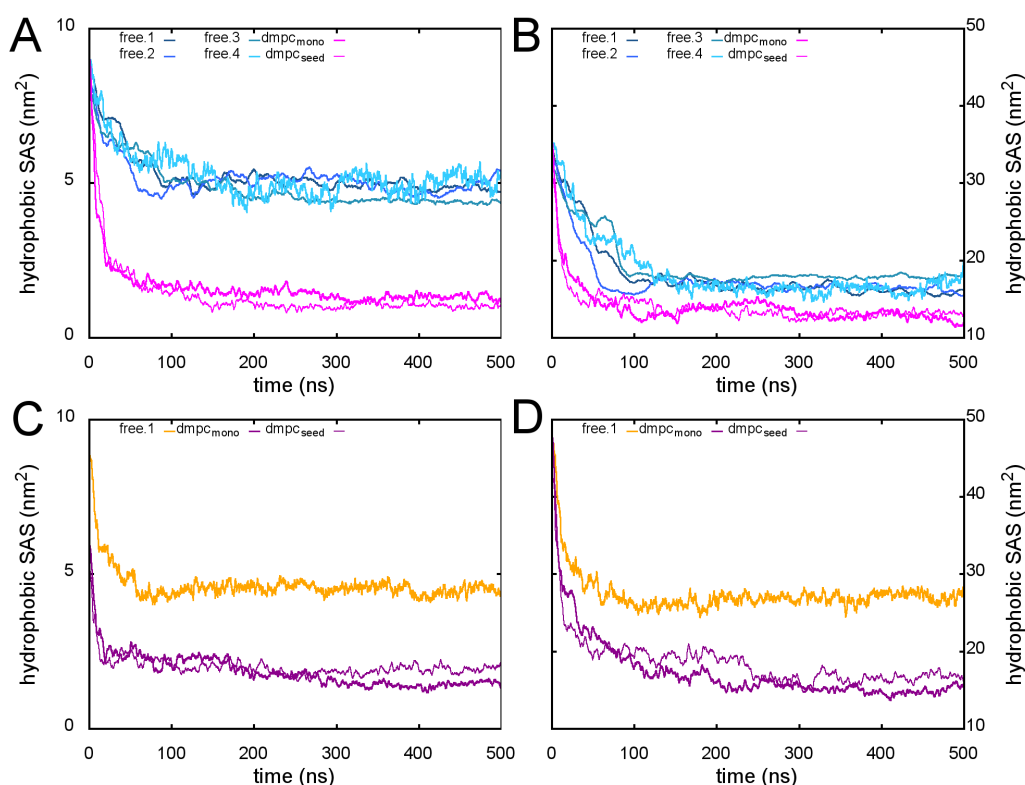 A
10
free.1 free.3 dmpc_mono
free.2 free.4 dmpc_seed
hydrophobic SAS (nm²)
5
0
0 100 200 300 400 500
time (ns)
B
50
free.1 free.3 dmpc_mono
free.2 free.4 dmpc_seed
40
hydrophobic SAS (nm²)
30
20
10
0 100 200 300 400 500
time (ns)
C
10
free.1 dmpc_mono dmpc_seed
hydrophobic SAS (nm²)
5
0
0 100 200 300 400 500
time (ns)
D
50
free.1 dmpc_mono dmpc_seed
40
hydrophobic SAS (nm²)
30
20
10
0 100 200 300 400 500
time (ns)